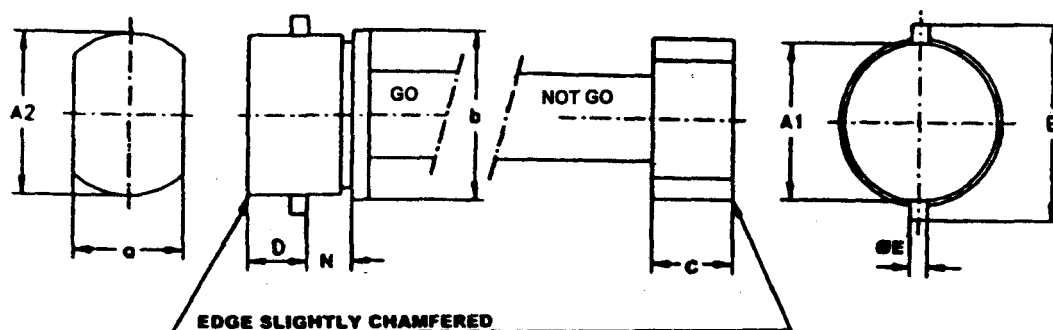 A2
a
D
N
GO
b
NOT GO
C
A1
B
ØE
EDGE SLIGHTLY CHAMFERED